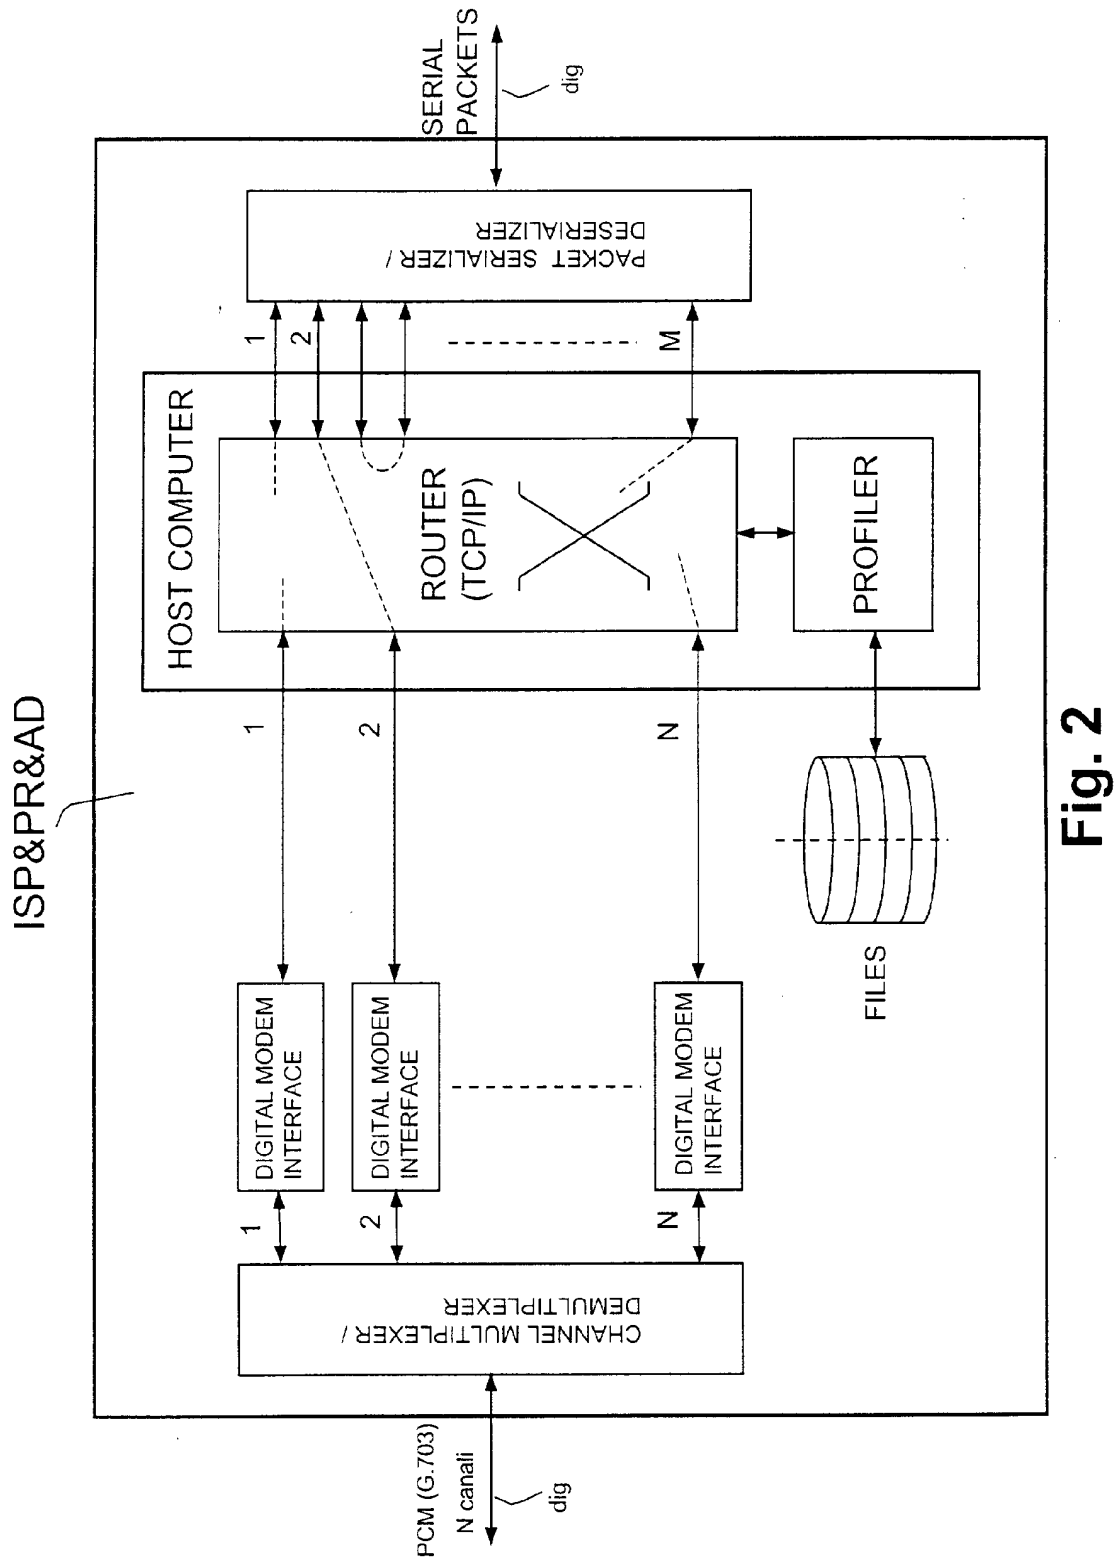 ISP&PR&AD
PCM (G.703)
N canali
dig
CHANNEL MULTIPLEXER /
DEMULTIPLEXER
1
2
N
DIGITAL MODEM
INTERFACE
DIGITAL MODEM
INTERFACE
DIGITAL MODEM
INTERFACE
1
2
N
FILES
HOST COMPUTER
ROUTER
(TCP/IP)
PROFILER
1
2
M
PACKET SERIALIZER /
DESERIALIZER
SERIAL
PACKETS
dig
Fig. 2